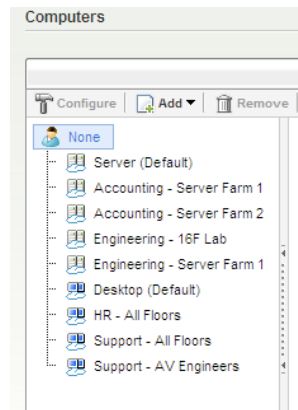 Computers
Configure Add Remove
None
Server (Default)
Accounting - Server Farm 1
Accounting - Server Farm 2
Engineering - 16F Lab
Engineering - Server Farm 1
Desktop (Default)
HR - All Floors
Support - All Floors
Support - AV Engineers